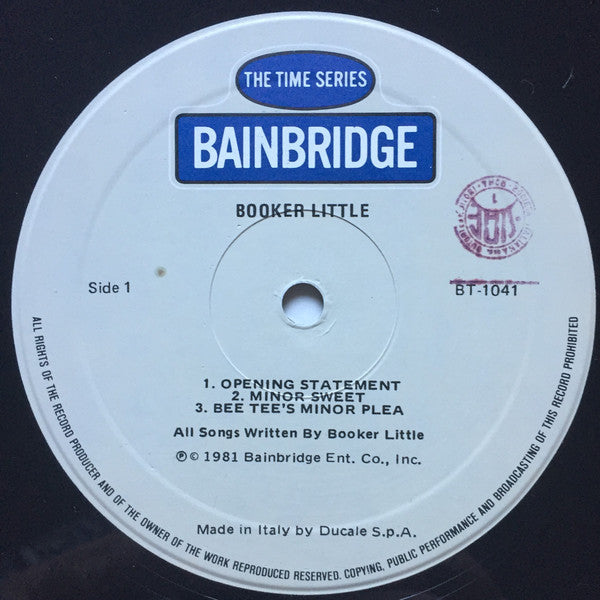 THE TIME SERIES
BAINBRIDGE
BOOKER LITTLE
Side 1
BT-1041
1. OPENING STATEMENT
2. MINOR SWEET
3. BEE TEE'S MINOR PLEA
All Songs Written By Booker Little
℗ © 1981 Bainbridge Ent. Co., Inc.
Made in Italy by Ducale S.p.A.
ALL RIGHTS OF THE RECORD PRODUCER AND OF THE OWNER OF THE WORK REPRODUCED RESERVED. COPYING, PUBLIC PERFORMANCE AND BROADCASTING OF THIS RECORD PROHIBITED